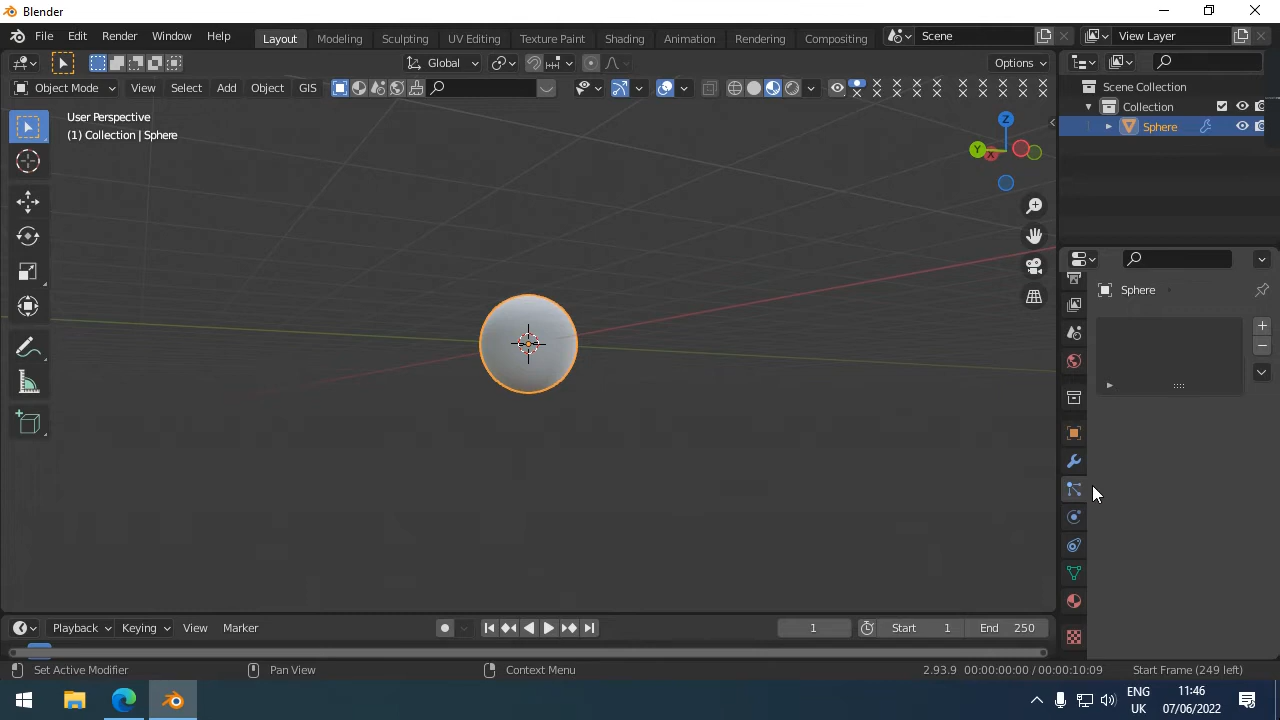 Blender
File Edit Render Window Help Layout Modeling Sculpting UV Editing Texture Paint Shading Animation Rendering Compositing Scene View Layer
Global Options
Object Mode View Select Add Object GIS
User Perspective
(1) Collection | Sphere
Z
Y
X
Scene Collection
Collection
Sphere
Sphere
Playback Keying View Marker 1 Start 1 End 250
Set Active Modifier Pan View Context Menu 2.93.9 00:00:00:00 / 00:00:10:09 Start Frame (249 left)
ENG 11:46
UK 07/06/2022